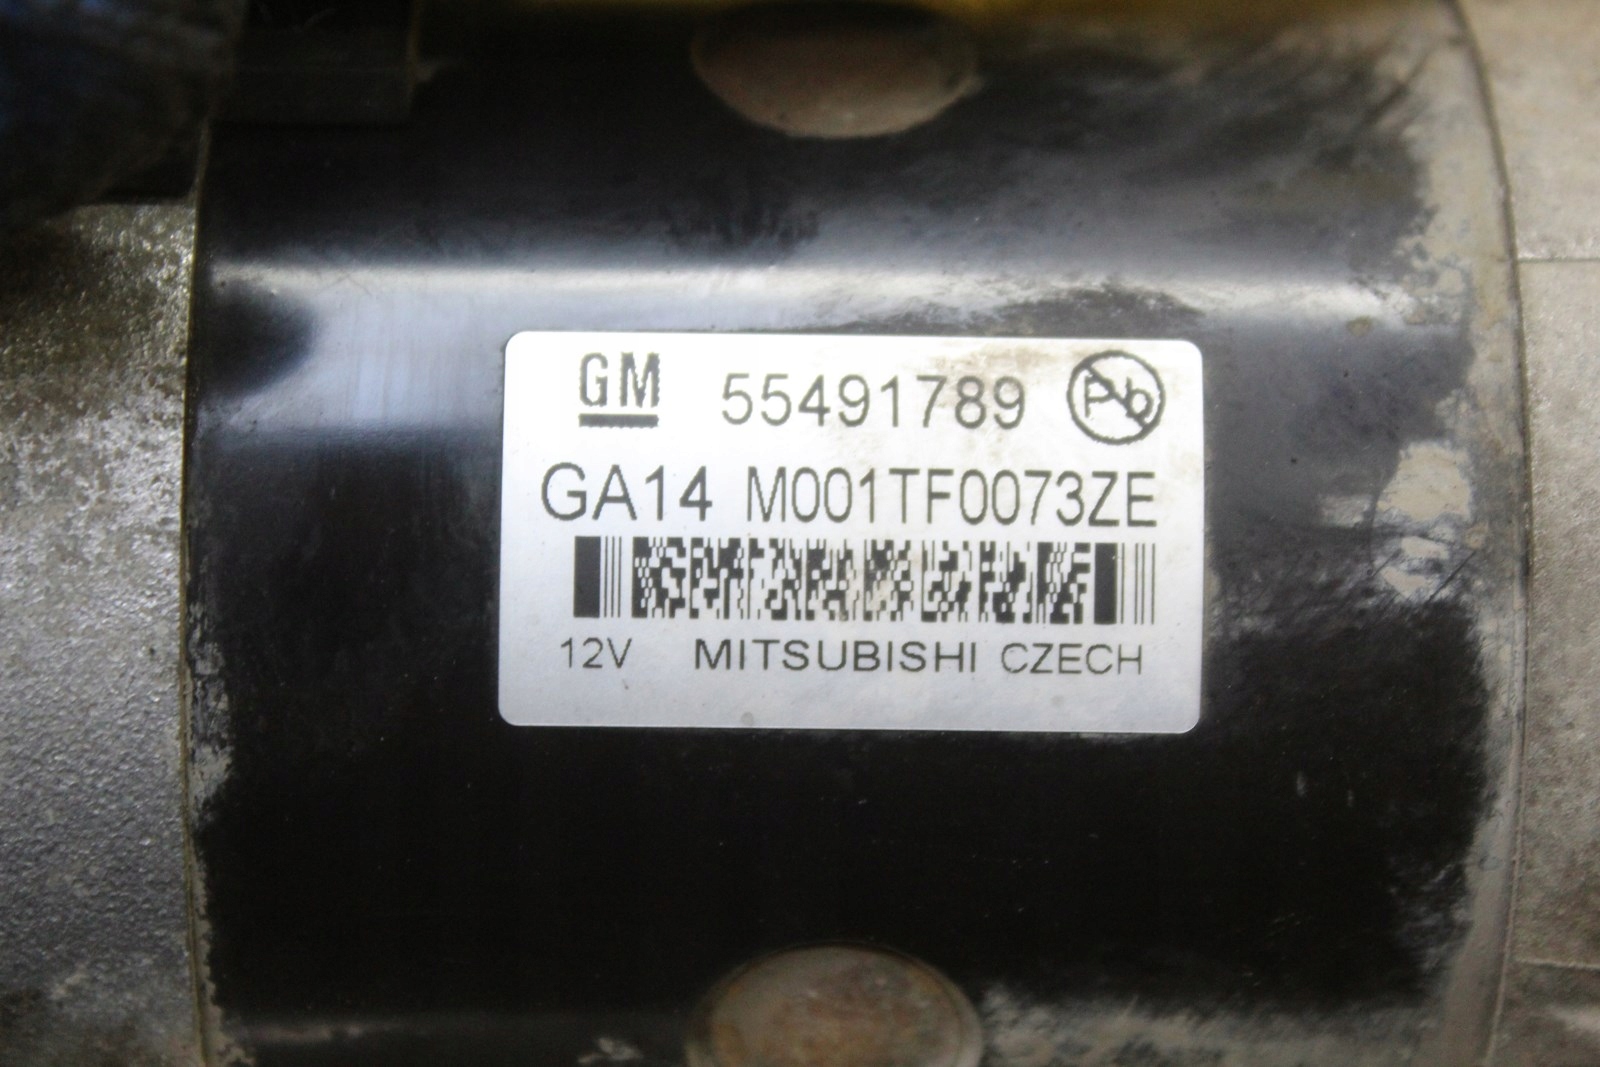 GM 55491789 Pb
GA14 M001TF0073ZE
12V MITSUBISHI CZECH